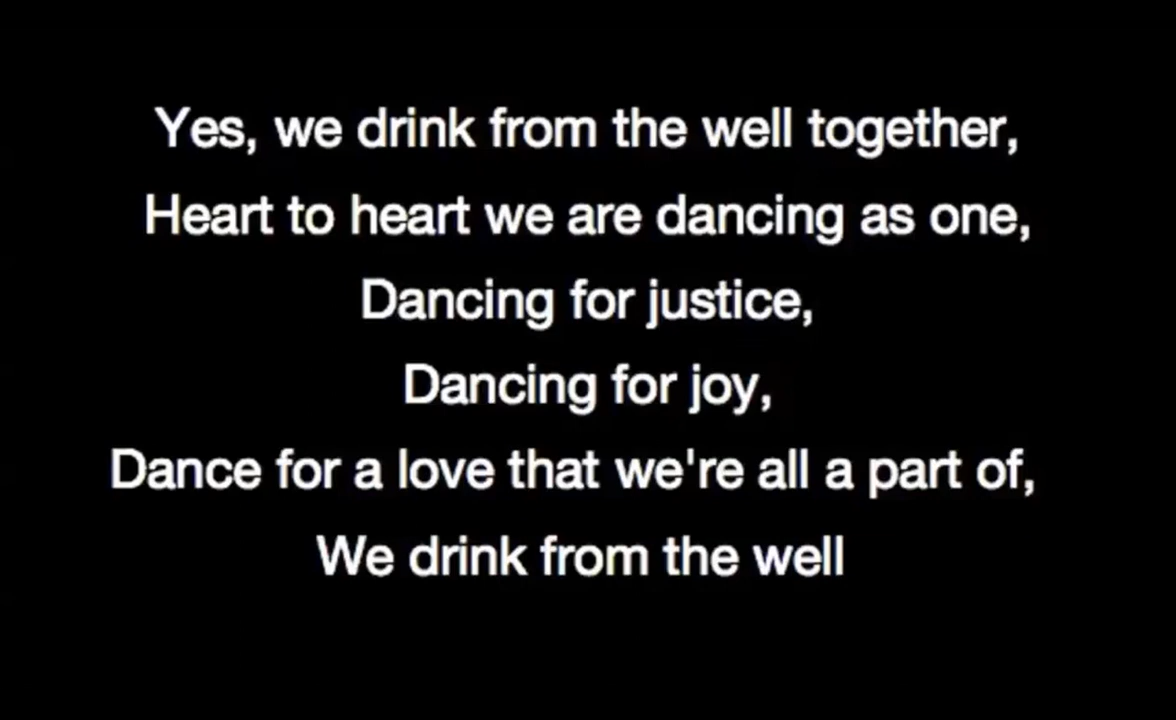 Yes, we drink from the well together,
Heart to heart we are dancing as one,
Dancing for justice,
Dancing for joy,
Dance for a love that we're all a part of,
We drink from the well